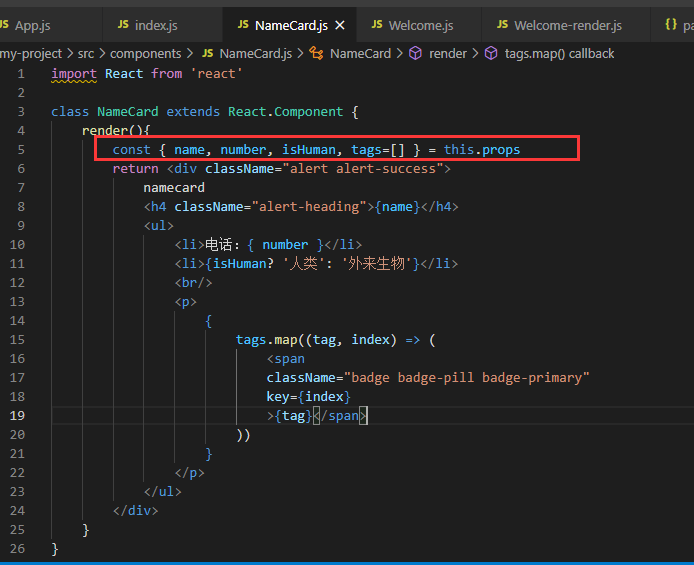 App.js JS index.js JS NameCard.js JS Welcome.js JS Welcome-render.js {} pa
my-project > src > components > JS NameCard.js > NameCard > render > tags.map() callback
1 import React from 'react'
2
3 class NameCard extends React.Component {
4 render(){
5 const { name, number, isHuman, tags=[] } = this.props
6 return <div className="alert alert-success">
7 namecard
8 <h4 className="alert-heading">{name}</h4>
9 <ul>
10 <li>电话: { number }</li>
11 <li>{isHuman? '人类': '外来生物'}</li>
12 <br/>
13 <p>
14 {
15 tags.map((tag, index) => (
16 <span
17 className="badge badge-pill badge-primary"
18 key={index}
19 >{tag}</span>
20 ))
21 }
22 </p>
23 </ul>
24 </div>
25 }
26 }